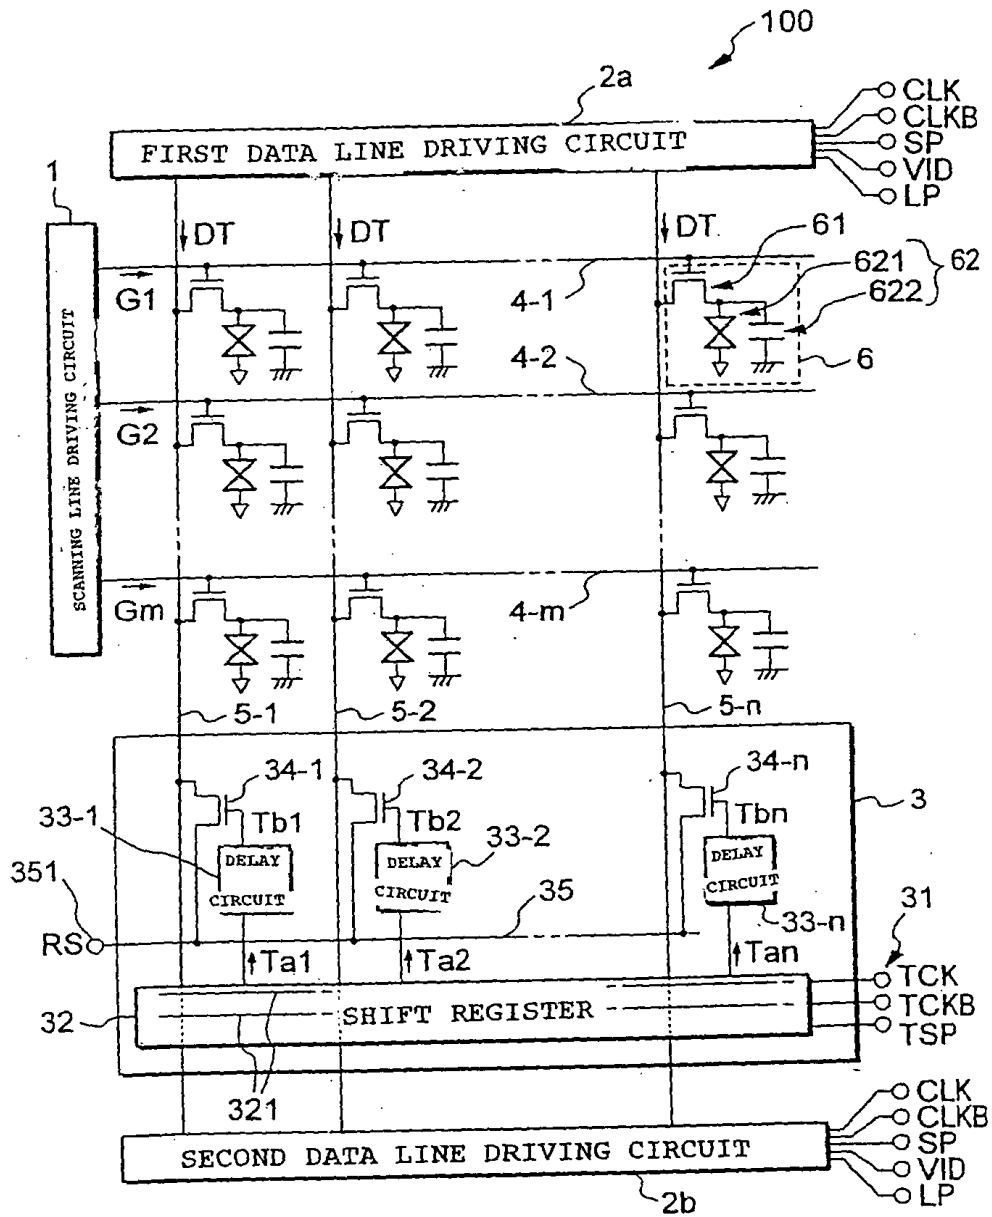 100
2a
FIRST DATA LINE DRIVING CIRCUIT
CLK
CLKB
SP
VID
LP
1
SCANNING LINE DRIVING CIRCUIT
DT
DT
DT
61
621
62
622
G1
4-1
4-2
6
G2
Gm
4-m
5-1
5-2
5-n
34-1
34-2
34-n
3
33-1
Tb1
Tb2
Tbn
DELAY
CIRCUIT
DELAY
CIRCUIT
33-2
DELAY
CIRCUIT
33-n
351
RS
35
31
Ta1
Ta2
Tan
TCK
TCKB
TSP
32
SHIFT REGISTER
321
SECOND DATA LINE DRIVING CIRCUIT
CLK
CLKB
SP
VID
LP
2b